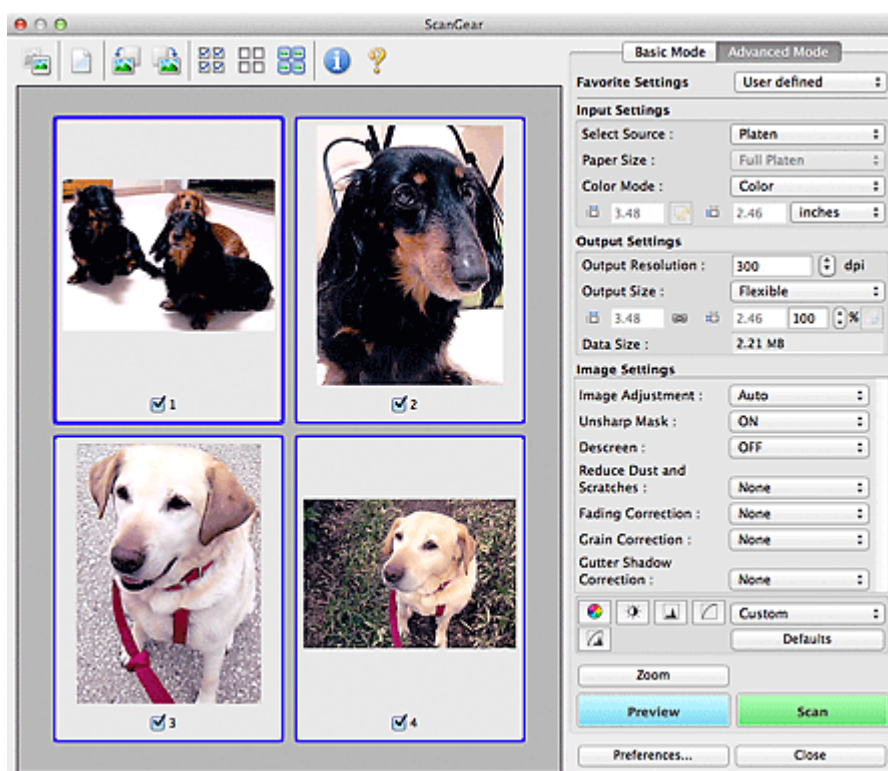 ScanGear
Basic Mode Advanced Mode
Favorite Settings User defined
Input Settings
Select Source : Platen
Paper Size : Full Platen
Color Mode : Color
3.48 2.46 inches
Output Settings
Output Resolution : 300 dpi
Output Size : Flexible
3.48 2.46 100 %
Data Size : 2.21 MB
Image Settings
Image Adjustment : Auto
Unsharp Mask : ON
Descreen : OFF
Reduce Dust and
Scratches : None
Fading Correction : None
Grain Correction : None
Gutter Shadow
Correction : None
Custom
Defaults
Zoom
Preview Scan
Preferences... Close
1
2
3
4